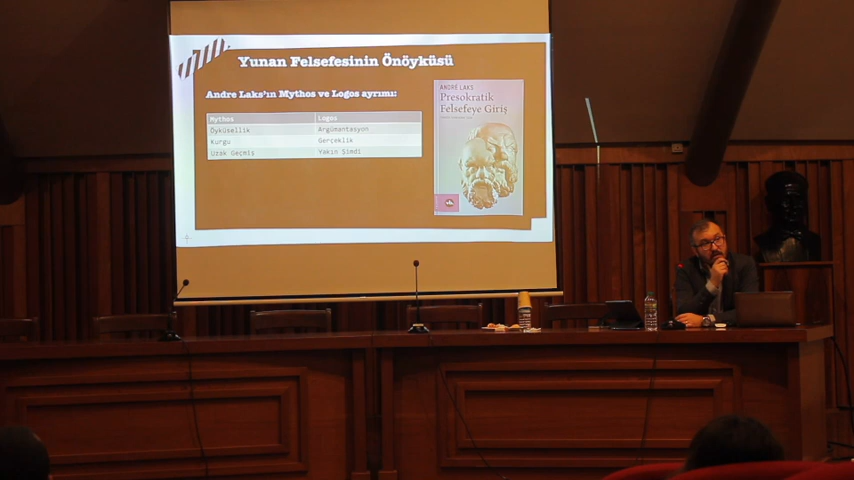 Yunan Felsefesinin Önöyküsü
Andre Laks'ın Mythos ve Logos ayrımı:
Mythos Logos
Öyküsellik Argümantasyon
Kurgu Gerçeklik
Uzak Geçmiş Yakın Şimdi
ANDRÉ LAKS
Presokratik
Felsefeye Giriş